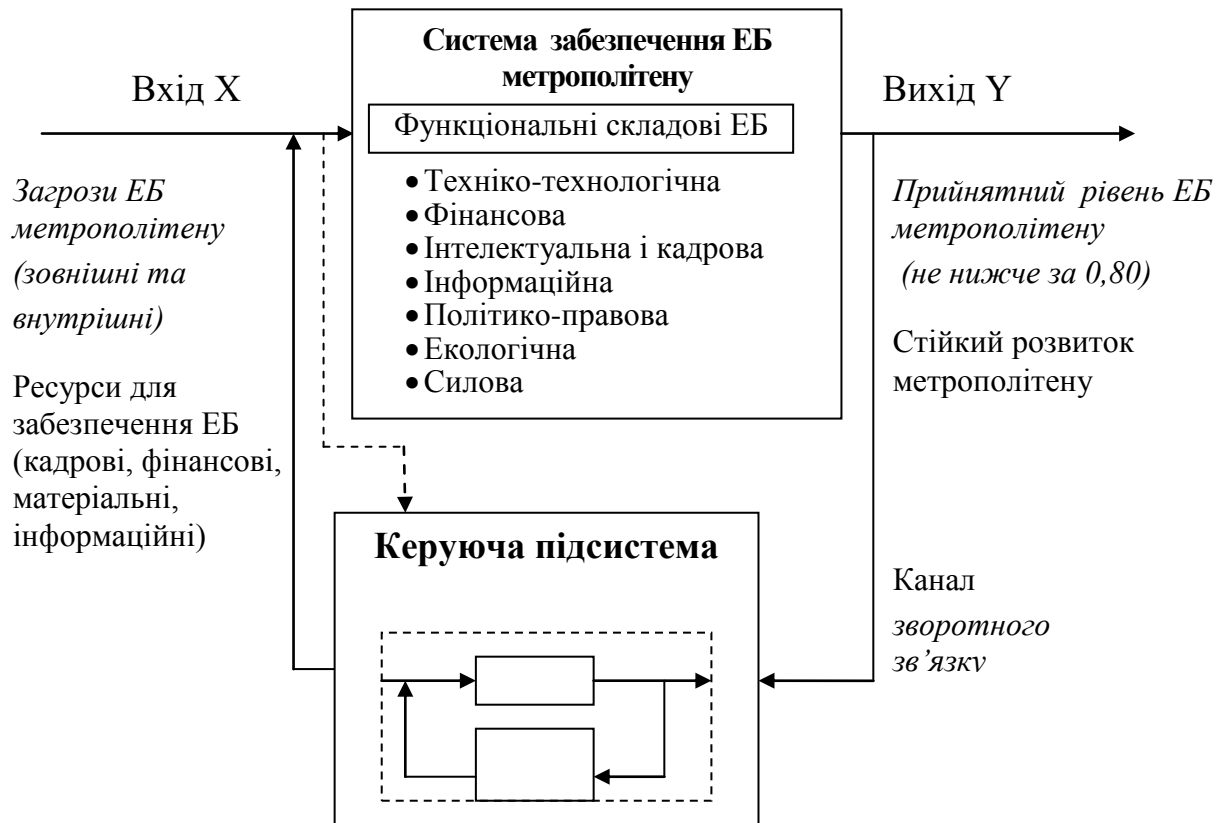 Система забезпечення ЕБ
метрополітену
Вхід X
Вихід Y
Функціональні складові ЕБ
•Техніко-технологічна
•Фінансова
•Інтелектуальна і кадрова
•Інформаційна
•Політико-правова
•Екологічна
•Силова
Загрози ЕБ
метрополітену
(зовнішні та
внутрішні)
Ресурси для
забезпечення ЕБ
(кадрові, фінансові,
матеріальні,
інформаційні)
Прийнятний рівень ЕБ
метрополітену
(не нижче за 0,80)
Стійкий розвиток
метрополітену
Керуюча підсистема
Канал
зворотного
зв’язку